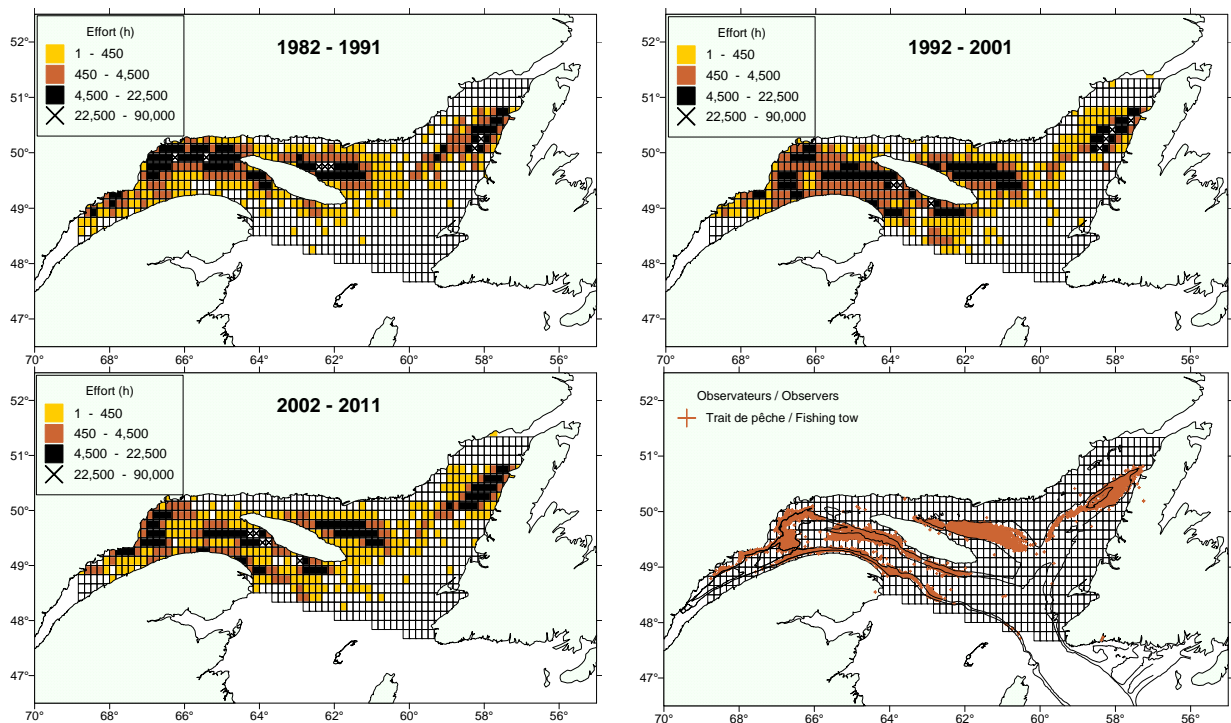 Effort (h)
1 - 450
450 - 4,500
4,500 - 22,500
22,500 - 90,000
1982 - 1991
52°
51°
50°
49°
48°
47°
70°
68°
66°
64°
62°
60°
58°
56°
Effort (h)
1 - 450
450 - 4,500
4,500 - 22,500
22,500 - 90,000
1992 - 2001
52°
51°
50°
49°
48°
47°
70°
68°
66°
64°
62°
60°
58°
56°
Effort (h)
1 - 450
450 - 4,500
4,500 - 22,500
22,500 - 90,000
2002 - 2011
52°
51°
50°
49°
48°
47°
70°
68°
66°
64°
62°
60°
58°
56°
Observateurs / Observers
Trait de pêche / Fishing tow
52°
51°
50°
49°
48°
47°
70°
68°
66°
64°
62°
60°
58°
56°